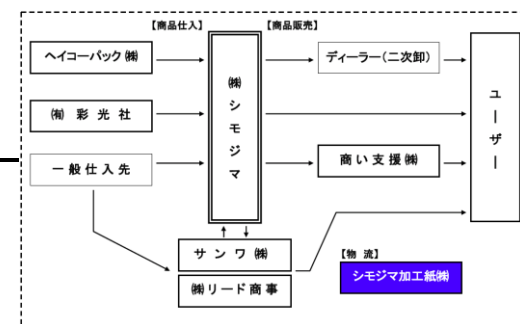 【商品仕入】
【商品販売】
ヘイコーパック㈱
㈱シモジマ
ディーラー(二次卸)
ユーザー
㈲彩光社
一般仕入先
商い支援㈱
サンワ㈱
㈱リード商事
【物流】
シモジマ加工紙㈱